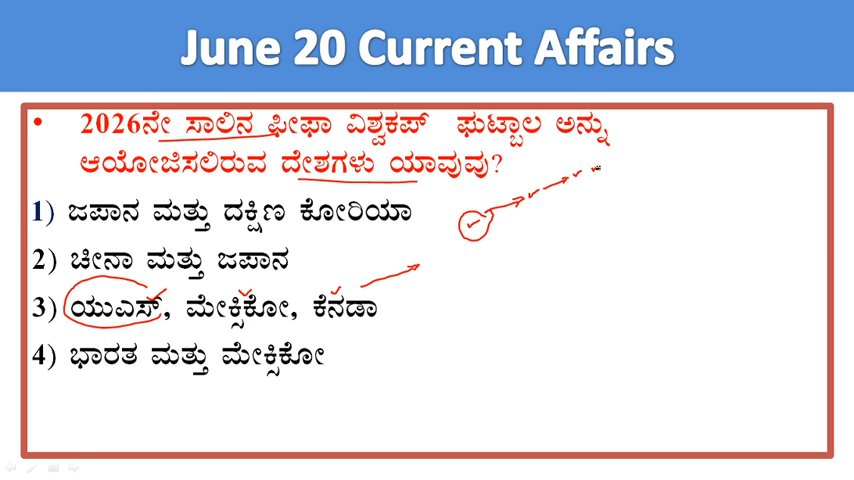 June 20 Current Affairs
• 2026ನೇ ಸಾಲಿನ ಫೀಫಾ ವಿಶ್ವಕಪ್ ಫುಟ್ಬಾಲ ಅನ್ನು
ಆಯೋಜಿಸಲಿರುವ ದೇಶಗಳು ಯಾವುವು?
1) ಜಪಾನ ಮತ್ತು ದಕ್ಷಿಣ ಕೋರಿಯಾ
2) ಚೀನಾ ಮತ್ತು ಜಪಾನ
3) ಯುಎಸ್, ಮೇಕ್ಸಿಕೋ, ಕೆನಡಾ
4) ಭಾರತ ಮತ್ತು ಮೇಕ್ಸಿಕೋ